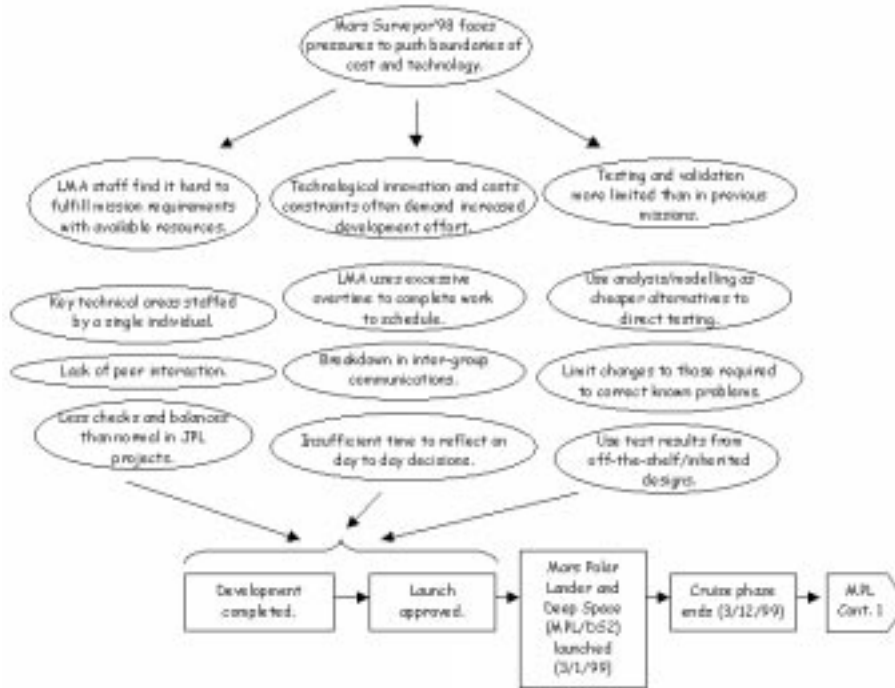 Mars Surveyor'98 faces
pressures to push boundaries of
cost and technology.
LMA staff find it hard to
fulfill mission requirements
with available resources.
Technological innovation and costs
constraints often demand increased
development effort.
Testing and validation
more limited than in previous
missions.
Key technical areas staffed
by a single individual.
LMA uses excessive
overtime to complete work
to schedule.
Use analysis/modelling as
cheaper alternatives to
direct testing.
Lack of peer interaction.
Breakdown in inter-group
communications.
Limit changes to those required
to correct known problems.
Less checks and balances
than normal in JPL
projects.
Insufficient time to reflect on
day to day decisions.
Use test results from
off-the-shelf/inherited
designs.
Development
completed.
Launch
approved.
Mars Polar
Lander and
Deep Space
(MPL/DS2)
launched
(3/1/99)
Cruise phase
ends (3/12/99)
MPL
Cont. 1